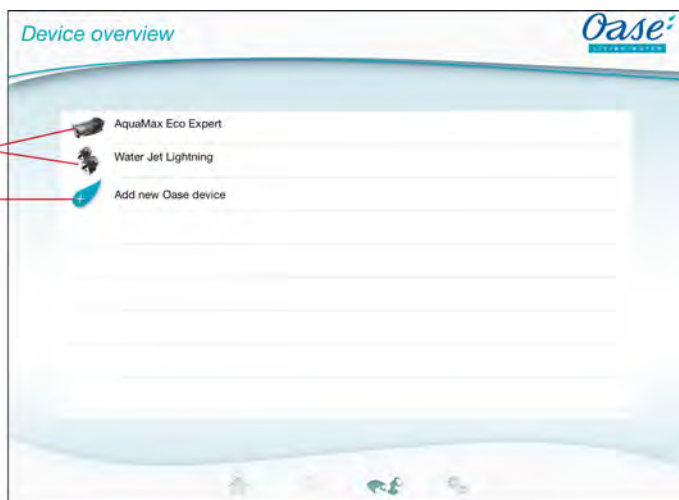 Device overview
Oase
LIVING WATER
AquaMax Eco Expert
Water Jet Lightning
Add new Oase device